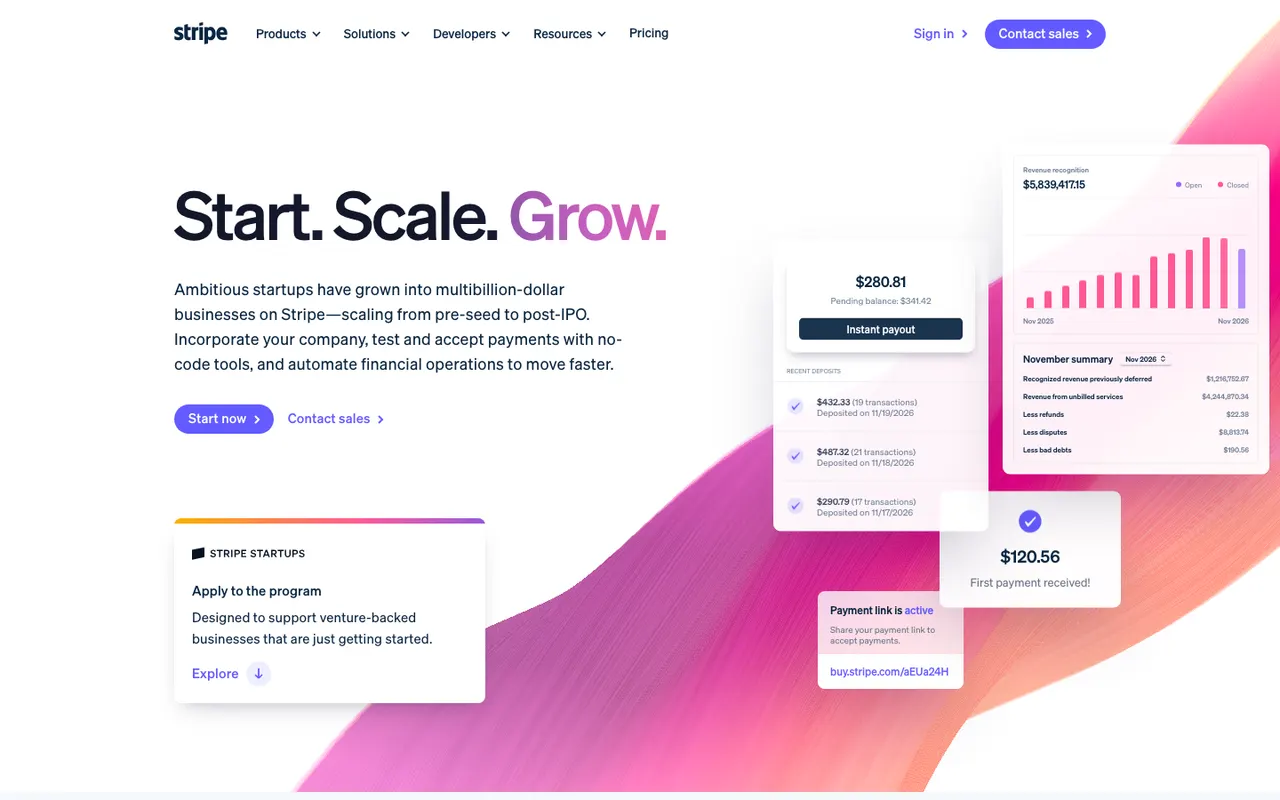 stripe
Products
Solutions
Developers
Resources
Pricing
Sign in
Contact sales
Start. Scale. Grow.
Ambitious startups have grown into multibillion-dollar
businesses on Stripe—scaling from pre-seed to post-IPO.
Incorporate your company, test and accept payments with no-
code tools, and automate financial operations to move faster.
Start now
Contact sales
STRIPE STARTUPS
Apply to the program
Designed to support venture-backed
businesses that are just getting started.
Explore
$280.81
Pending balance: $341.42
Instant payout
RECENT DEPOSITS
$432.33 (19 transactions)
Deposited on 11/19/2026
$487.32 (21 transactions)
Deposited on 11/18/2026
$290.79 (17 transactions)
Deposited on 11/17/2026
Revenue recognition
$5,839,417.15
Open
Closed
Nov 2025
Nov 2026
November summary
Nov 2026
Recognized revenue previously deferred $1,216,752.67
Revenue from unbilled services $4,244,870.34
Less refunds $22.38
Less disputes $8,813.74
Less bad debts $190.56
$120.56
First payment received!
Payment link is active
Share your payment link to
accept payments.
buy.stripe.com/aEUa24H